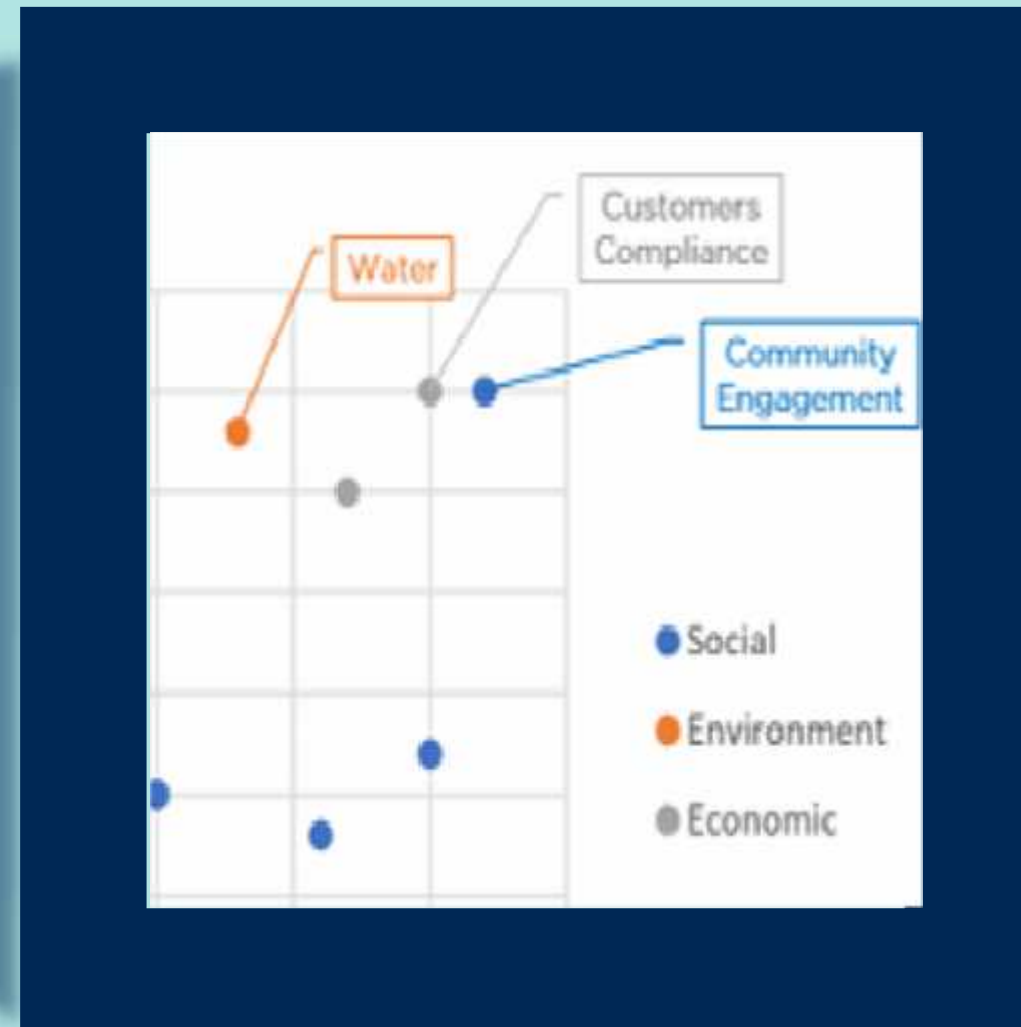 Customers
Compliance
Water
Community
Engagement
Social
Environment
Economic